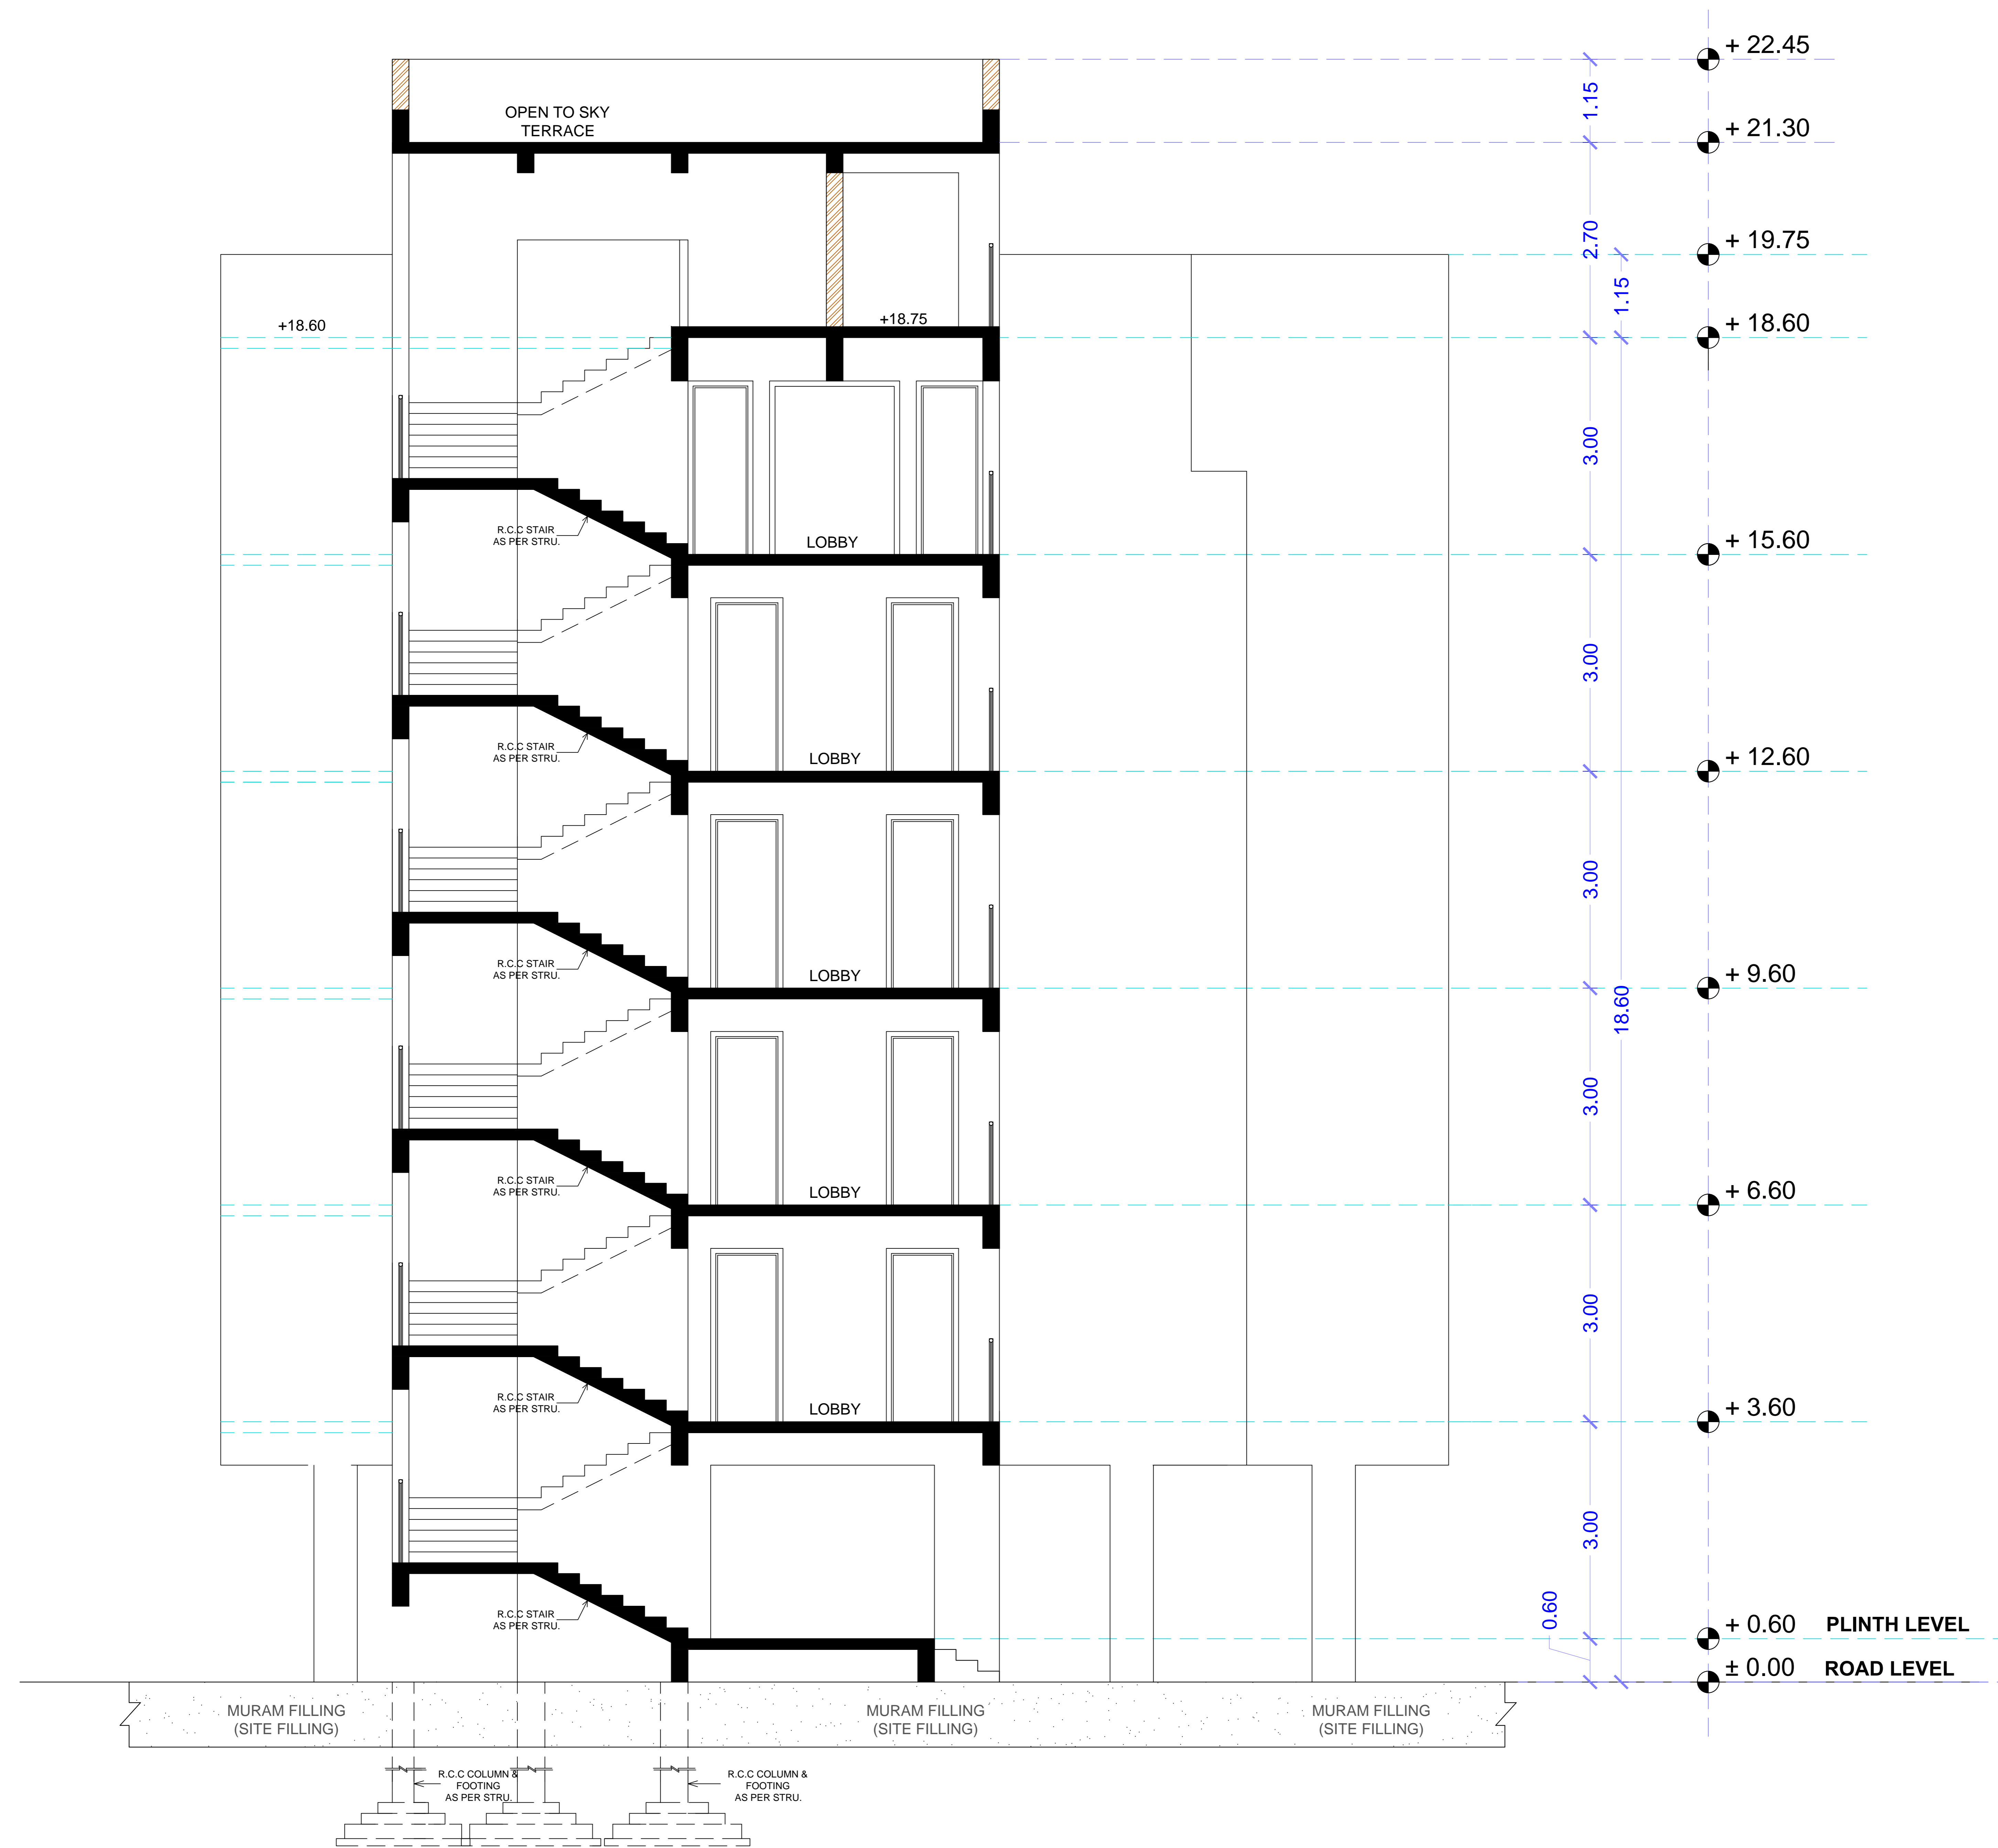 + 22.45
OPEN TO SKY
TERRACE
1.15
+ 21.30
2.70
+ 19.75
1.15
+18.60
+18.75
+ 18.60
3.00
R.C.C STAIR
AS PER STRU.
LOBBY
+ 15.60
3.00
R.C.C STAIR
AS PER STRU.
LOBBY
+ 12.60
3.00
R.C.C STAIR
AS PER STRU.
LOBBY
+ 9.60
18.60
3.00
R.C.C STAIR
AS PER STRU.
LOBBY
+ 6.60
3.00
R.C.C STAIR
AS PER STRU.
LOBBY
+ 3.60
3.00
R.C.C STAIR
AS PER STRU.
0.60
+ 0.60 PLINTH LEVEL
± 0.00 ROAD LEVEL
MURAM FILLING
(SITE FILLING)
MURAM FILLING
(SITE FILLING)
MURAM FILLING
(SITE FILLING)
R.C.C COLUMN &
FOOTING
AS PER STRU.
R.C.C COLUMN &
FOOTING
AS PER STRU.